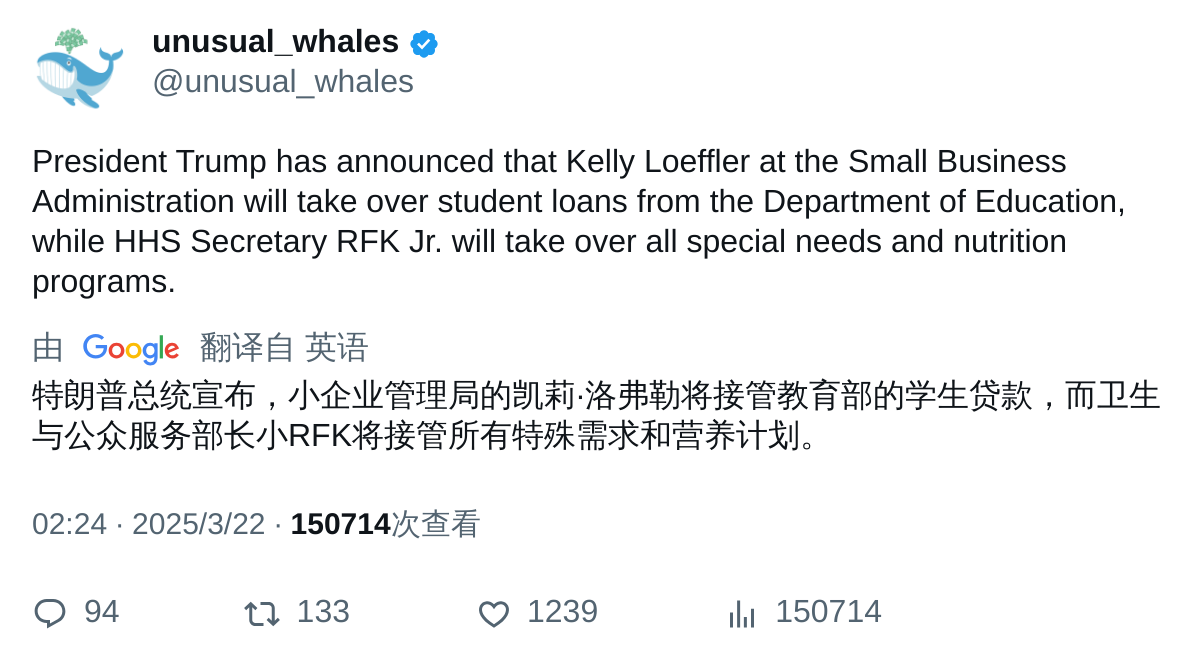 unusual_whales
@unusual_whales
President Trump has announced that Kelly Loeffler at the Small Business
Administration will take over student loans from the Department of Education,
while HHS Secretary RFK Jr. will take over all special needs and nutrition
programs.
由 Google 翻译自 英语
特朗普总统宣布，小企业管理局的凯莉·洛弗勒将接管教育部的学生贷款，而卫生
与公众服务部长小RFK将接管所有特殊需求和营养计划。
02:24 · 2025/3/22 · 150714次查看
94 133 1239 150714